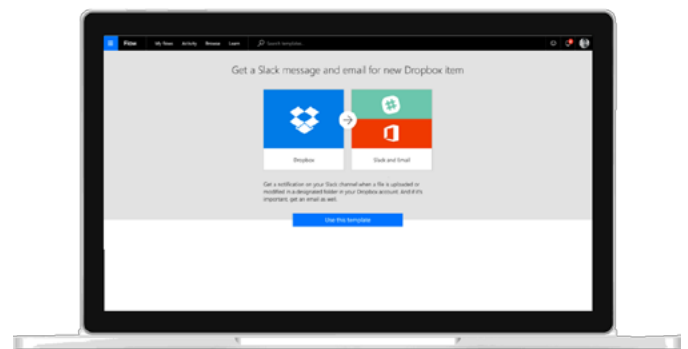 Flow My flows Activity Browse Learn Search templates
Get a Slack message and email for new Dropbox item
Dropbox
Slack and Email
Get a notification on your Slack channel when a file is uploaded or
modified in a designated folder in your Dropbox account. And if it's
important, get an email as well.
Use this template